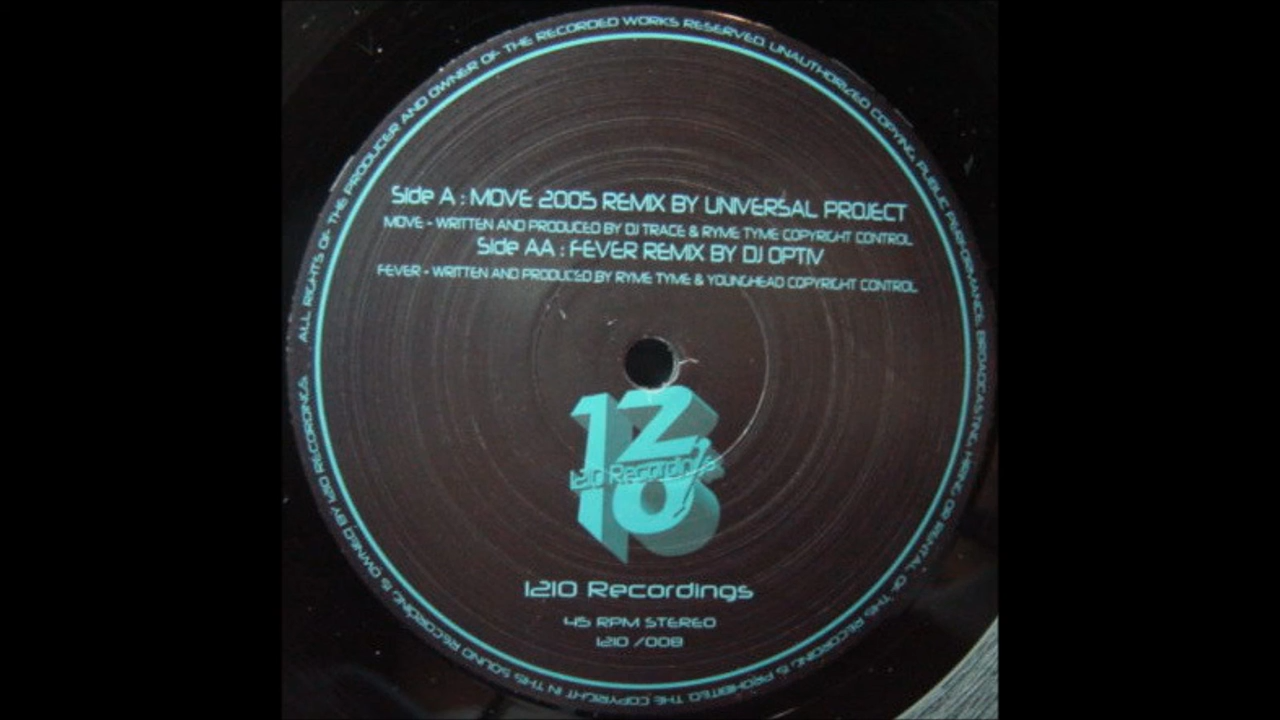 Side A : MOVE 2005 REMIX BY UNIVERSAL PROJECT
MOVE - WRITTEN AND PRODUCED BY DJ TRACE & RYME TYME COPYRIGHT CONTROL
Side AA : FEVER REMIX BY DJ OPTIV
FEVER - WRITTEN AND PRODUCED BY RYME TYME & YOUNGHEAD COPYRIGHT CONTROL
1210
1210 Recordings
1210 Recordings
45 RPM STEREO
1210 /008
ALL RIGHTS OF THE PRODUCER AND OWNER OF THE RECORDED WORKS RESERVED. UNAUTHORIZED COPYING, PUBLIC PERFORMANCE, BROADCASTING, HIRING OR RENTAL OF THIS RECORDING IS PROHIBITED. THE COPYRIGHT IN THIS SOUND RECORDING IS OWNED BY 1210 RECORDINGS